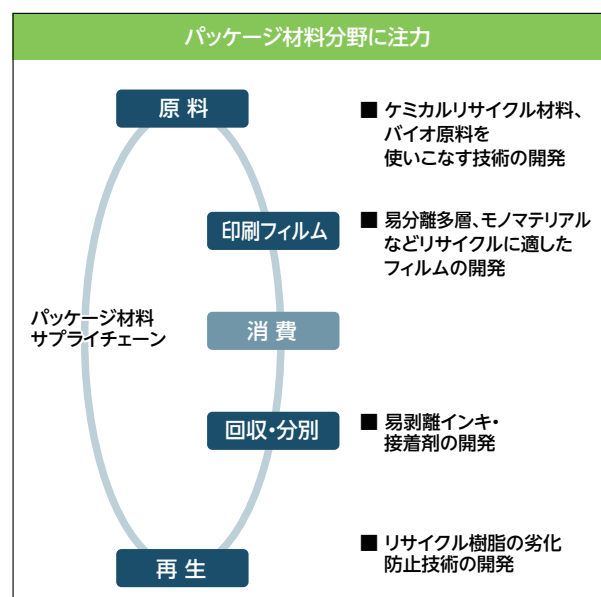 パッケージ材料分野に注力
原料
■ ケミカルリサイクル材料、
バイオ原料を
使いこなす技術の開発
印刷フィルム
■ 易分離多層、モノマテリアル
などリサイクルに適した
フィルムの開発
パッケージ材料
サプライチェーン
消費
回収・分別
■ 易剥離インキ・
接着剤の開発
再生
■ リサイクル樹脂の劣化
防止技術の開発